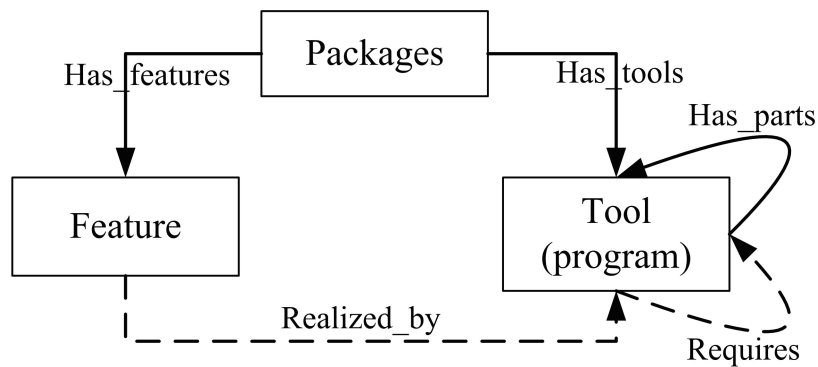 Packages
Has_features
Has_tools
Has_parts
Feature
Tool
(program)
Realized_by
Requires